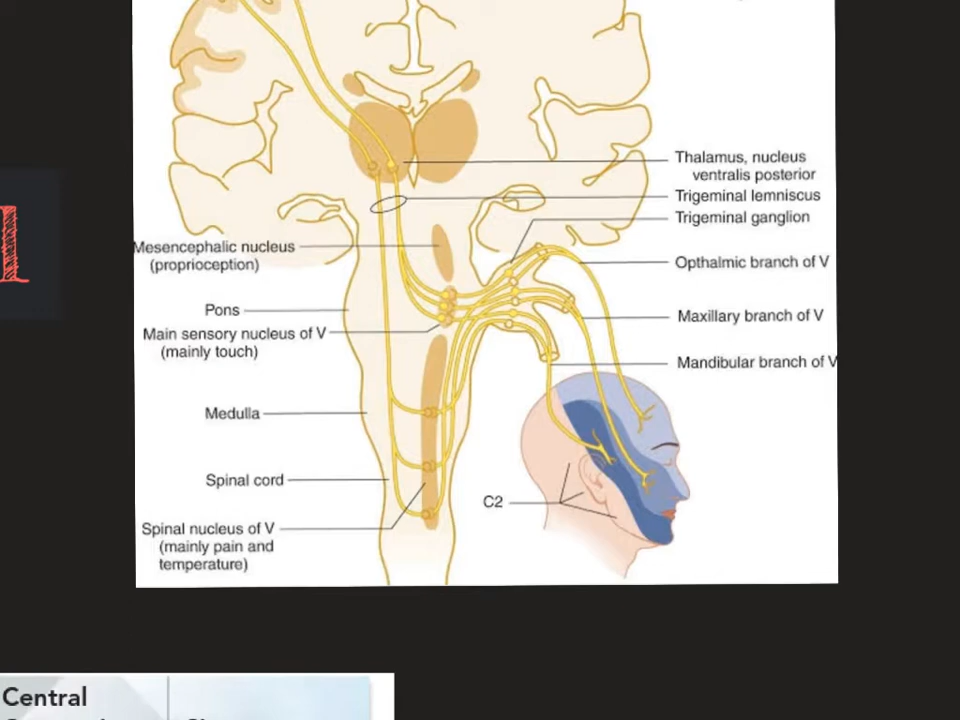 Thalamus, nucleus
ventralis posterior
Trigeminal lemniscus
Trigeminal ganglion
Mesencephalic nucleus
(proprioception)
Opthalmic branch of V
Pons
Maxillary branch of V
Main sensory nucleus of V
(mainly touch)
Mandibular branch of V
Medulla
Spinal cord
C2
Spinal nucleus of V
(mainly pain and
temperature)
Central